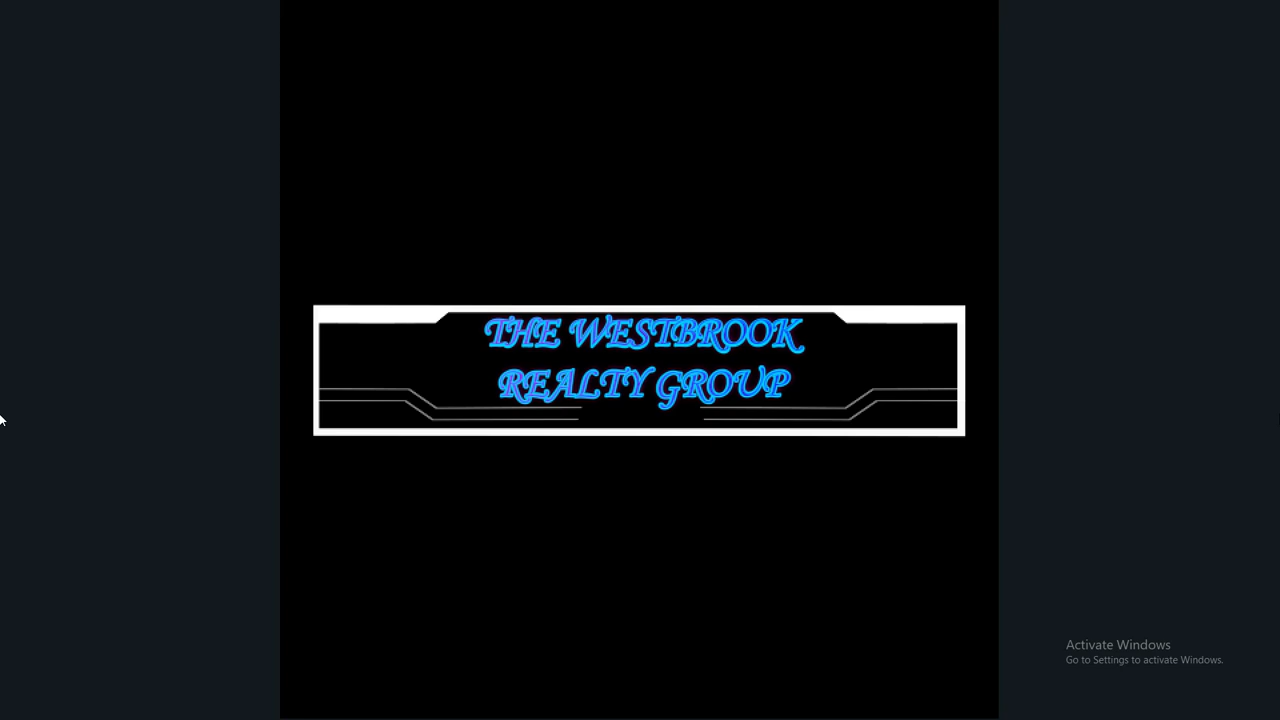 THE WESTBROOK
REALTY GROUP
Activate Windows
Go to Settings to activate Windows.